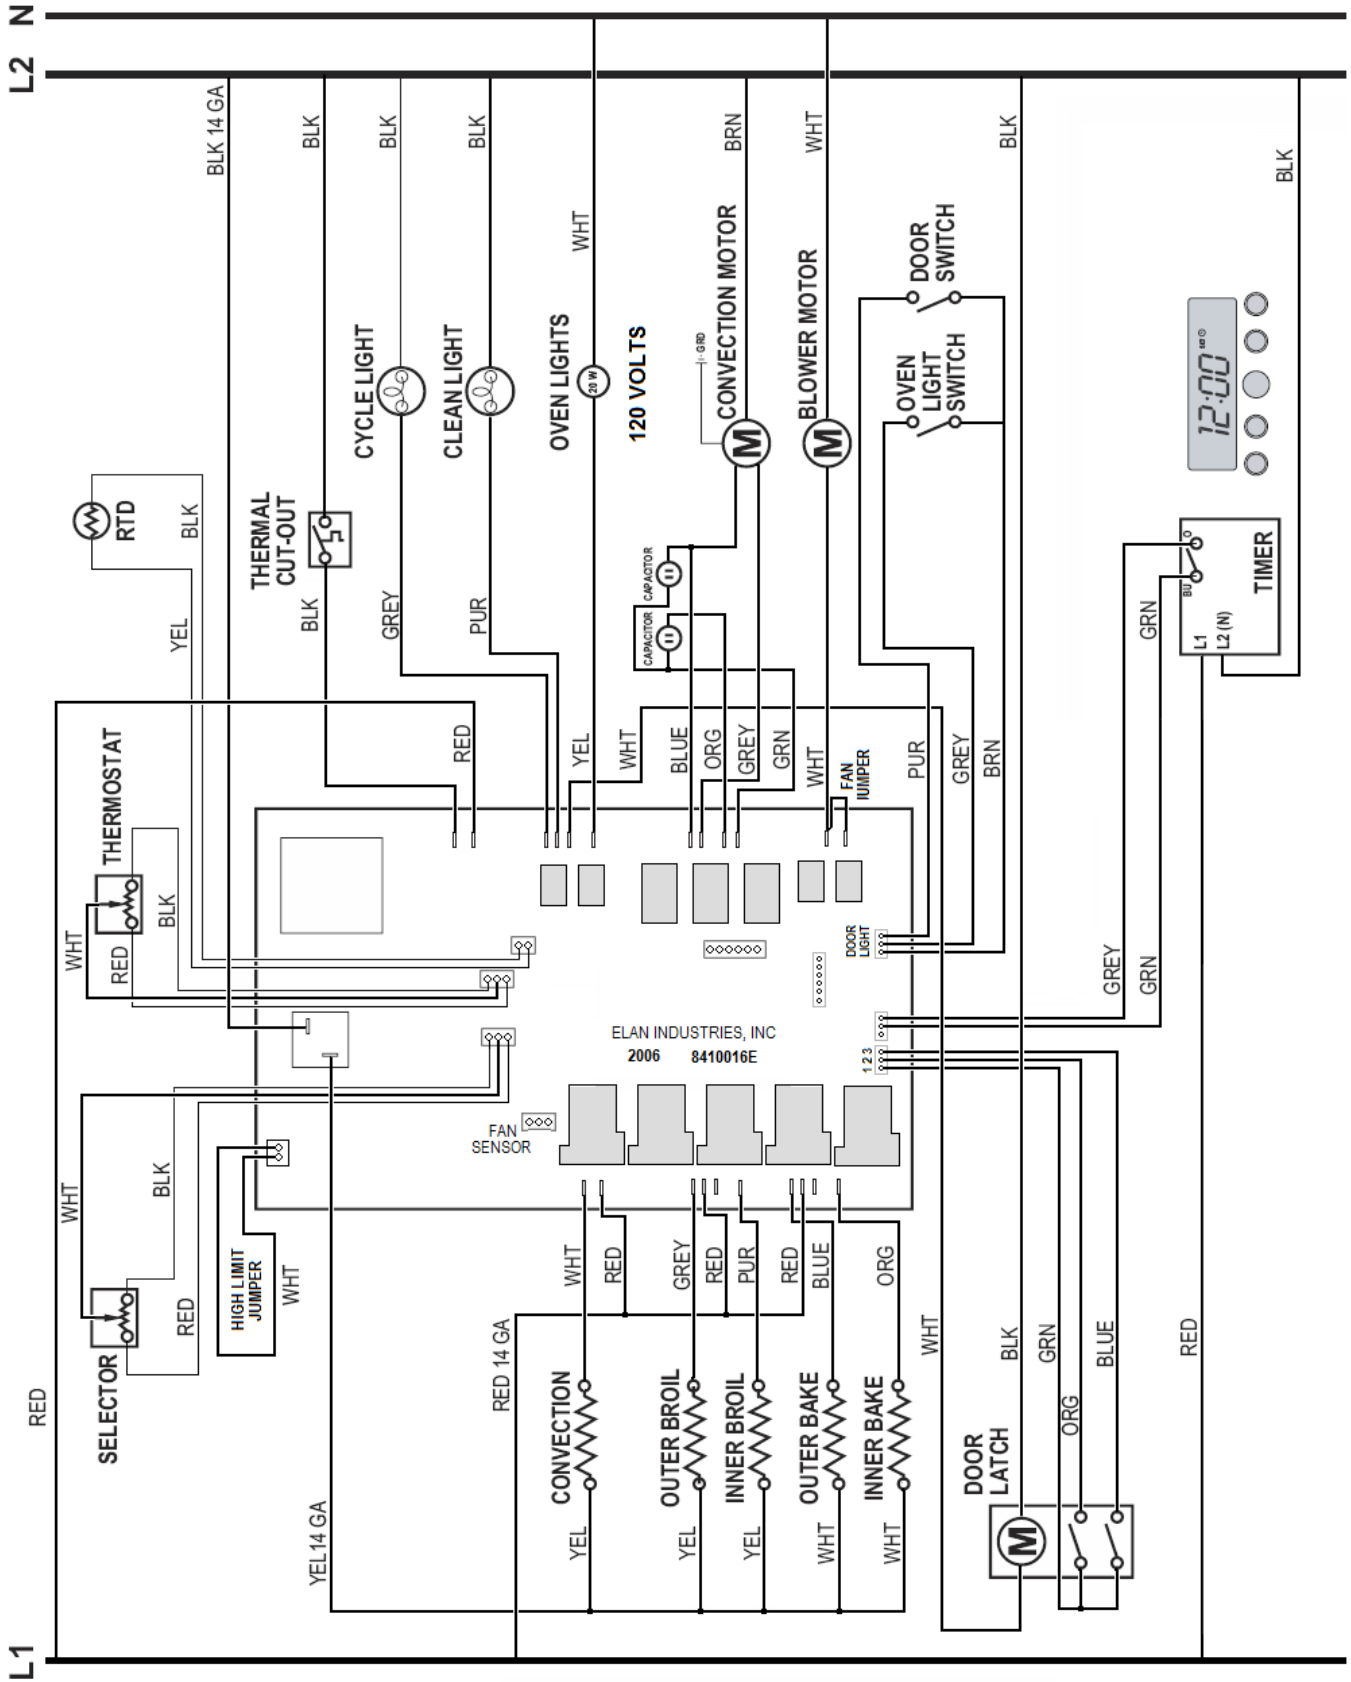 N
L2
BLK 14 GA
BLK
BLK
BLK
WHT
BRN
WHT
BLK
BLK
CYCLE LIGHT
CLEAN LIGHT
OVEN LIGHTS
20 W
120 VOLTS
GRD
CONVECTION MOTOR
M
BLOWER MOTOR
M
DOOR
SWITCH
OVEN
LIGHT
SWITCH
12:00
RTD
BLK
YEL
THERMAL
CUT-OUT
BLK
GREY
PUR
CAPACITOR
CAPACITOR
O
BU
L1
L2 (N)
TIMER
GRN
THERMOSTAT
WHT
RED
BLK
RED
YEL
WHT
BLUE
ORG
GREY
GRN
WHT
FAN
JUMPER
PUR
GREY
BRN
DOOR
LIGHT
GREY
GRN
ELAN INDUSTRIES, INC
2006 8410016E
1 2 3
FAN
SENSOR
WHT
BLK
RED
SELECTOR
HIGH LIMIT
JUMPER
WHT
WHT
RED
GREY
RED
PUR
RED
BLUE
ORG
RED
RED 14 GA
YEL14 GA
CONVECTION
OUTER BROIL
INNER BROIL
OUTER BAKE
INNER BAKE
YEL
YEL
YEL
WHT
WHT
WHT
BLK
GRN
ORG
BLUE
RED
DOOR
LATCH
M
L1